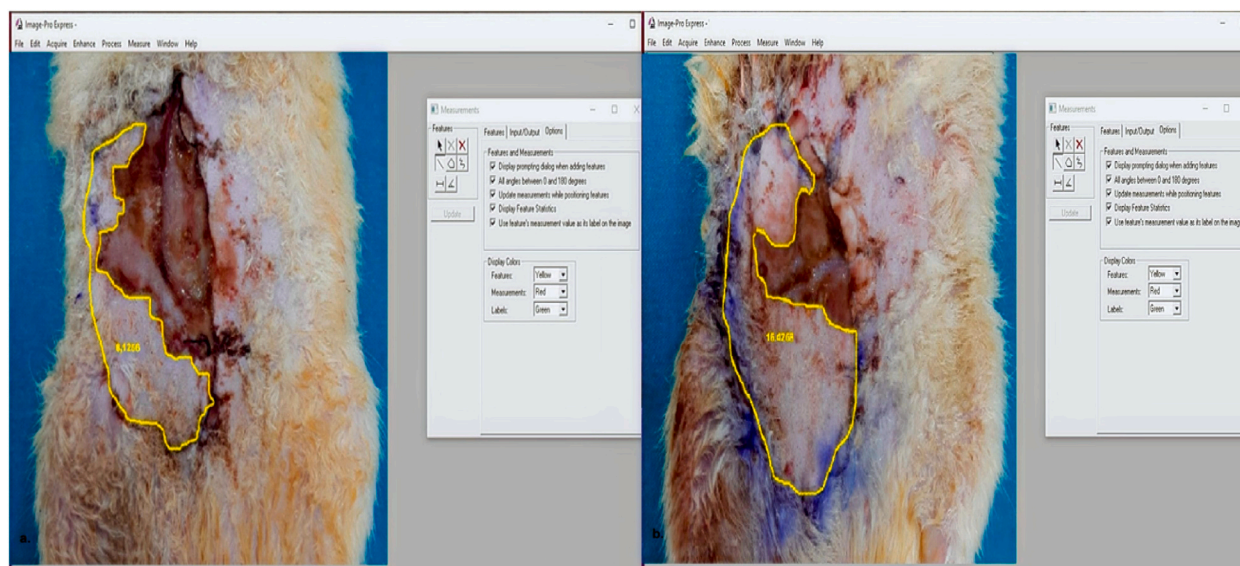 Image-Pro Express -
File Edit Acquire Enhance Process Measure Window Help
Measurements
Features
Features Input/Output Options
Features and Measurements
Display prompting dialog when adding features
All angles between 0 and 180 degrees
Update measurements while positioning features
Display Feature Statistics
Use feature's measurement value as its label on the image
Update
Display Colors
Features: Yellow
Measurements: Red
Labels: Green
a.
Image-Pro Express -
File Edit Acquire Enhance Process Measure Window Help
Measurements
Features
Features Input/Output Options
Features and Measurements
Display prompting dialog when adding features
All angles between 0 and 180 degrees
Update measurements while positioning features
Display Feature Statistics
Use feature's measurement value as its label on the image
Update
Display Colors
Features: Yellow
Measurements: Red
Labels: Green
b.